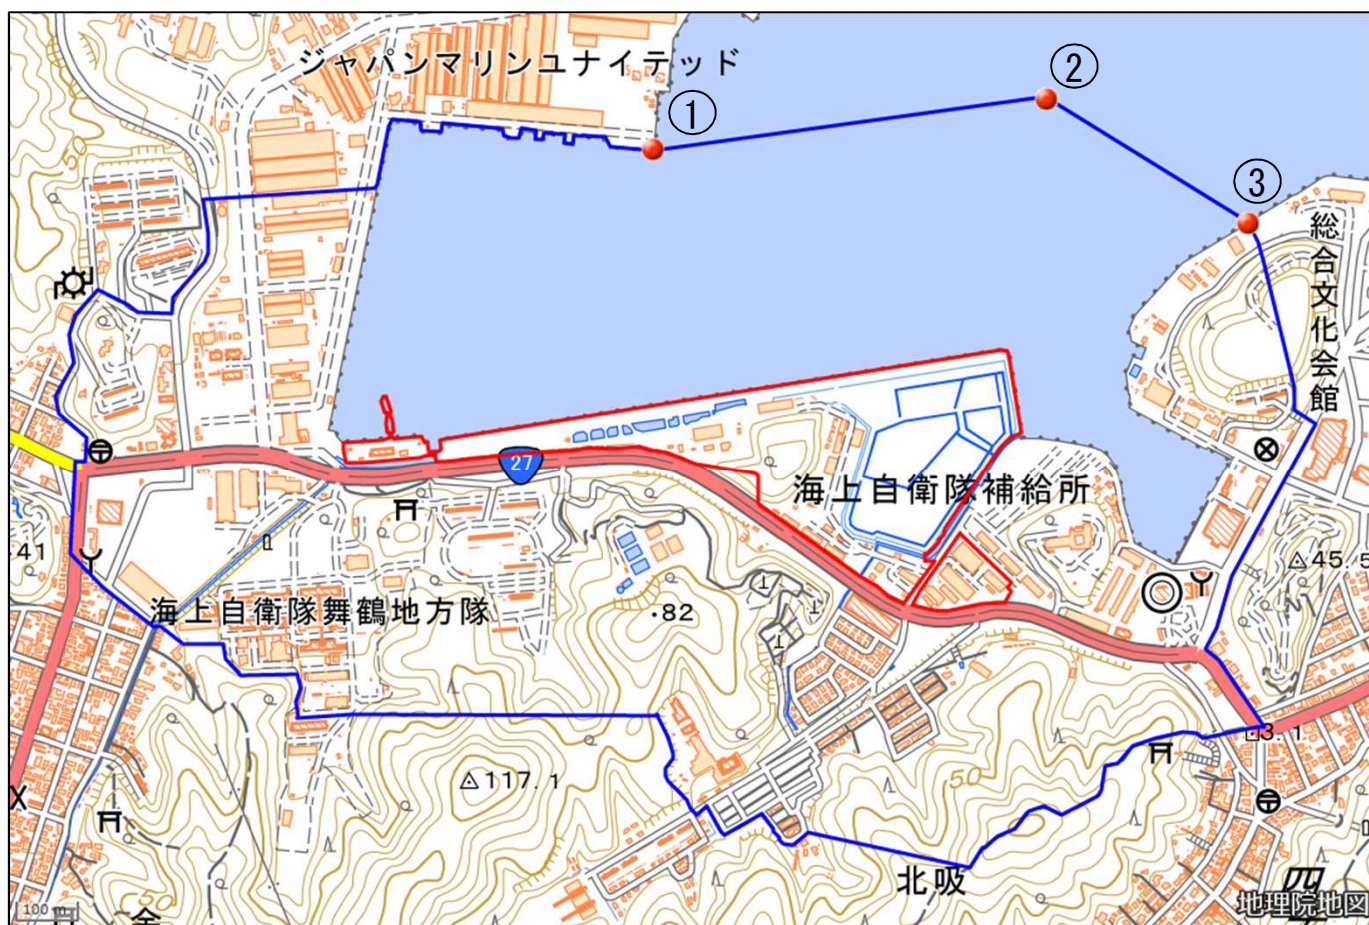 ジャパンマリンユナイテッド
①
②
③
総合文化会館
50
27
海上自衛隊補給所
41
45.5
海上自衛隊舞鶴地方隊
82
3.1
117.1
50
北吸
50
100 m
地理院地図